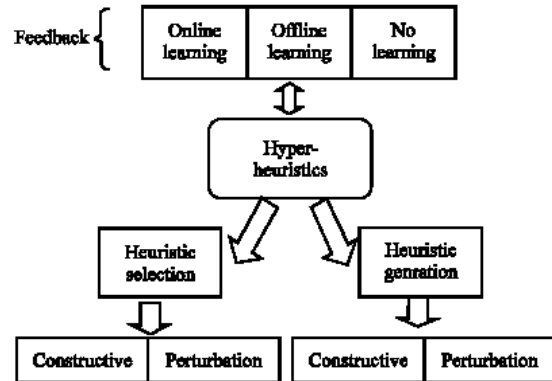 Feedback
Online learning
Offline learning
No learning
Hyper-
heuristics
Heuristic
selection
Heuristic
genration
Constructive
Perturbation
Constructive
Perturbation